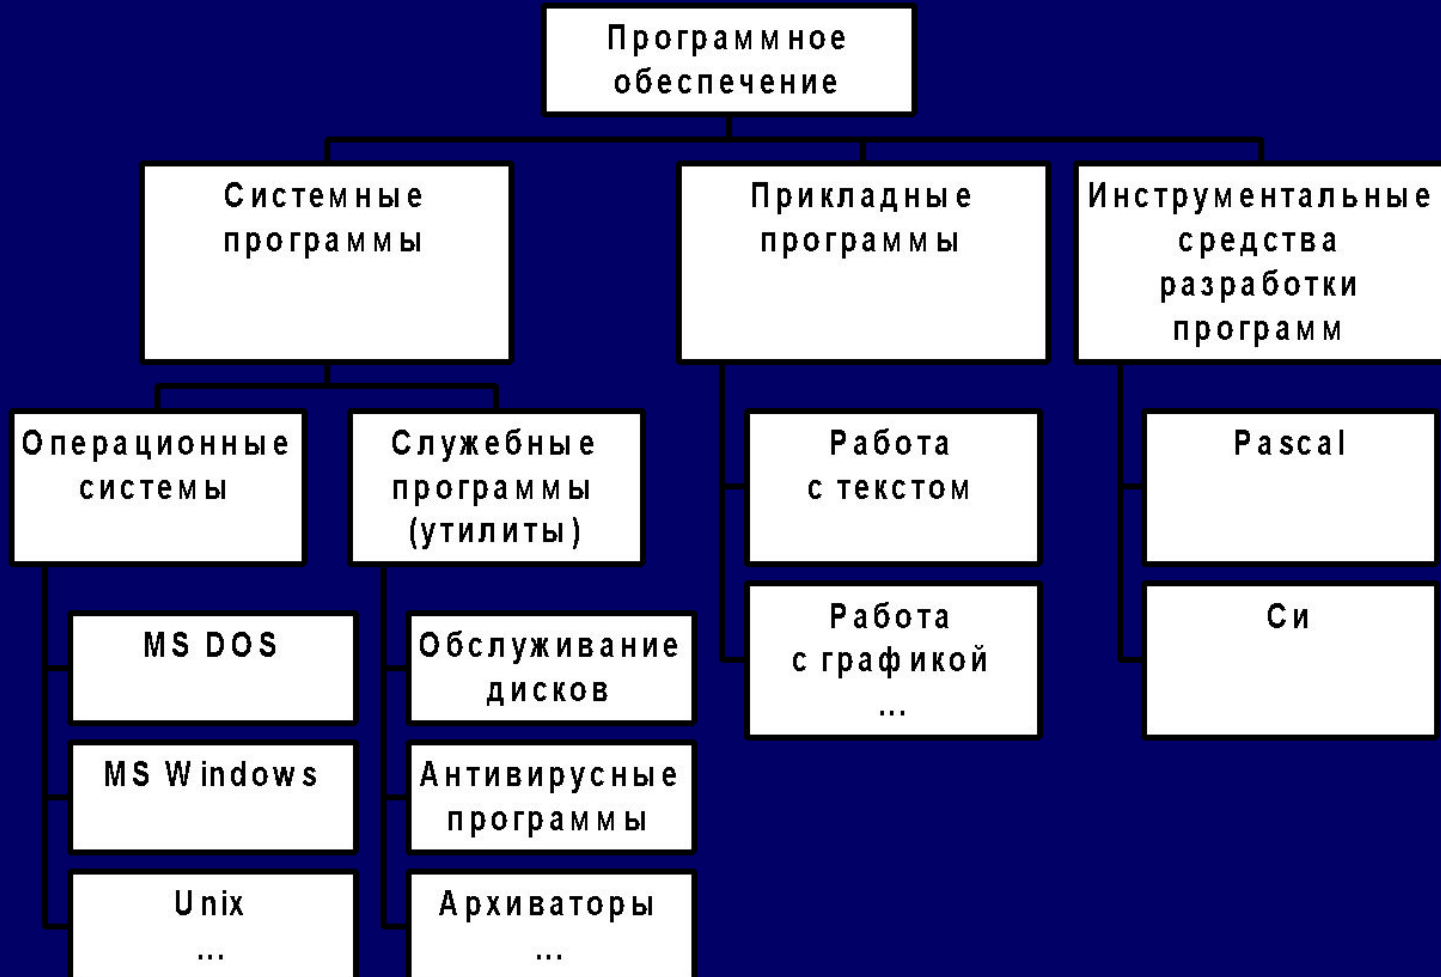 Программное
обеспечение
Системные
программы
Прикладные
программы
Инструментальные
средства
разработки
программ
Операционные
системы
Служебные
программы
(утилиты)
Работа
с текстом
Pascal
Работа
с графикой
...
Си
MS DOS
Обслуживание
дисков
MS Windows
Антивирусные
программы
Unix
...
Архиваторы
...